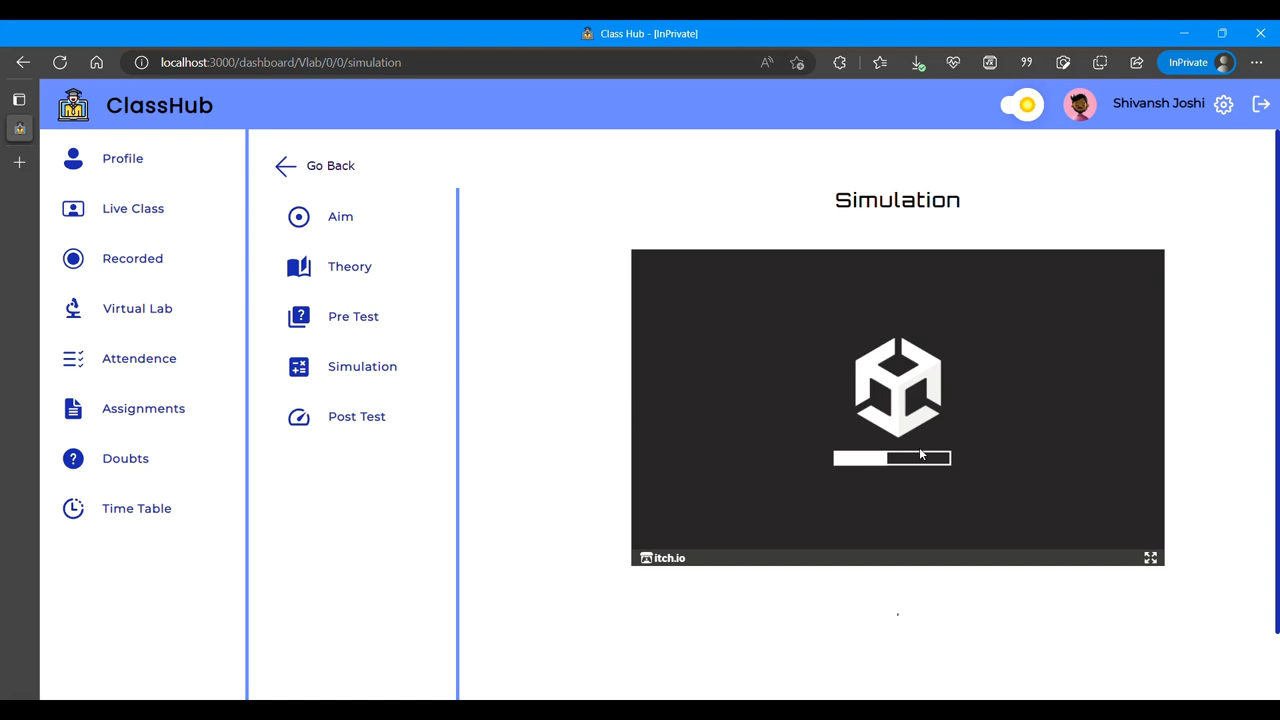 Class Hub - [InPrivate]
localhost:3000/dashboard/Vlab/0/0/simulation
InPrivate
ClassHub
Shivansh Joshi
Profile
Live Class
Recorded
Virtual Lab
Attendence
Assignments
Doubts
Time Table
Go Back
Aim
Theory
Pre Test
Simulation
Post Test
Simulation
itch.io